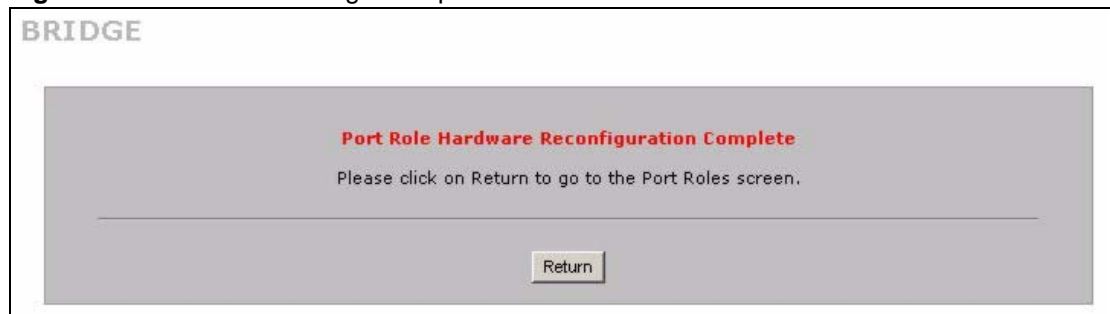 BRIDGE
Port Role Hardware Reconfiguration Complete
Please click on Return to go to the Port Roles screen.
Return